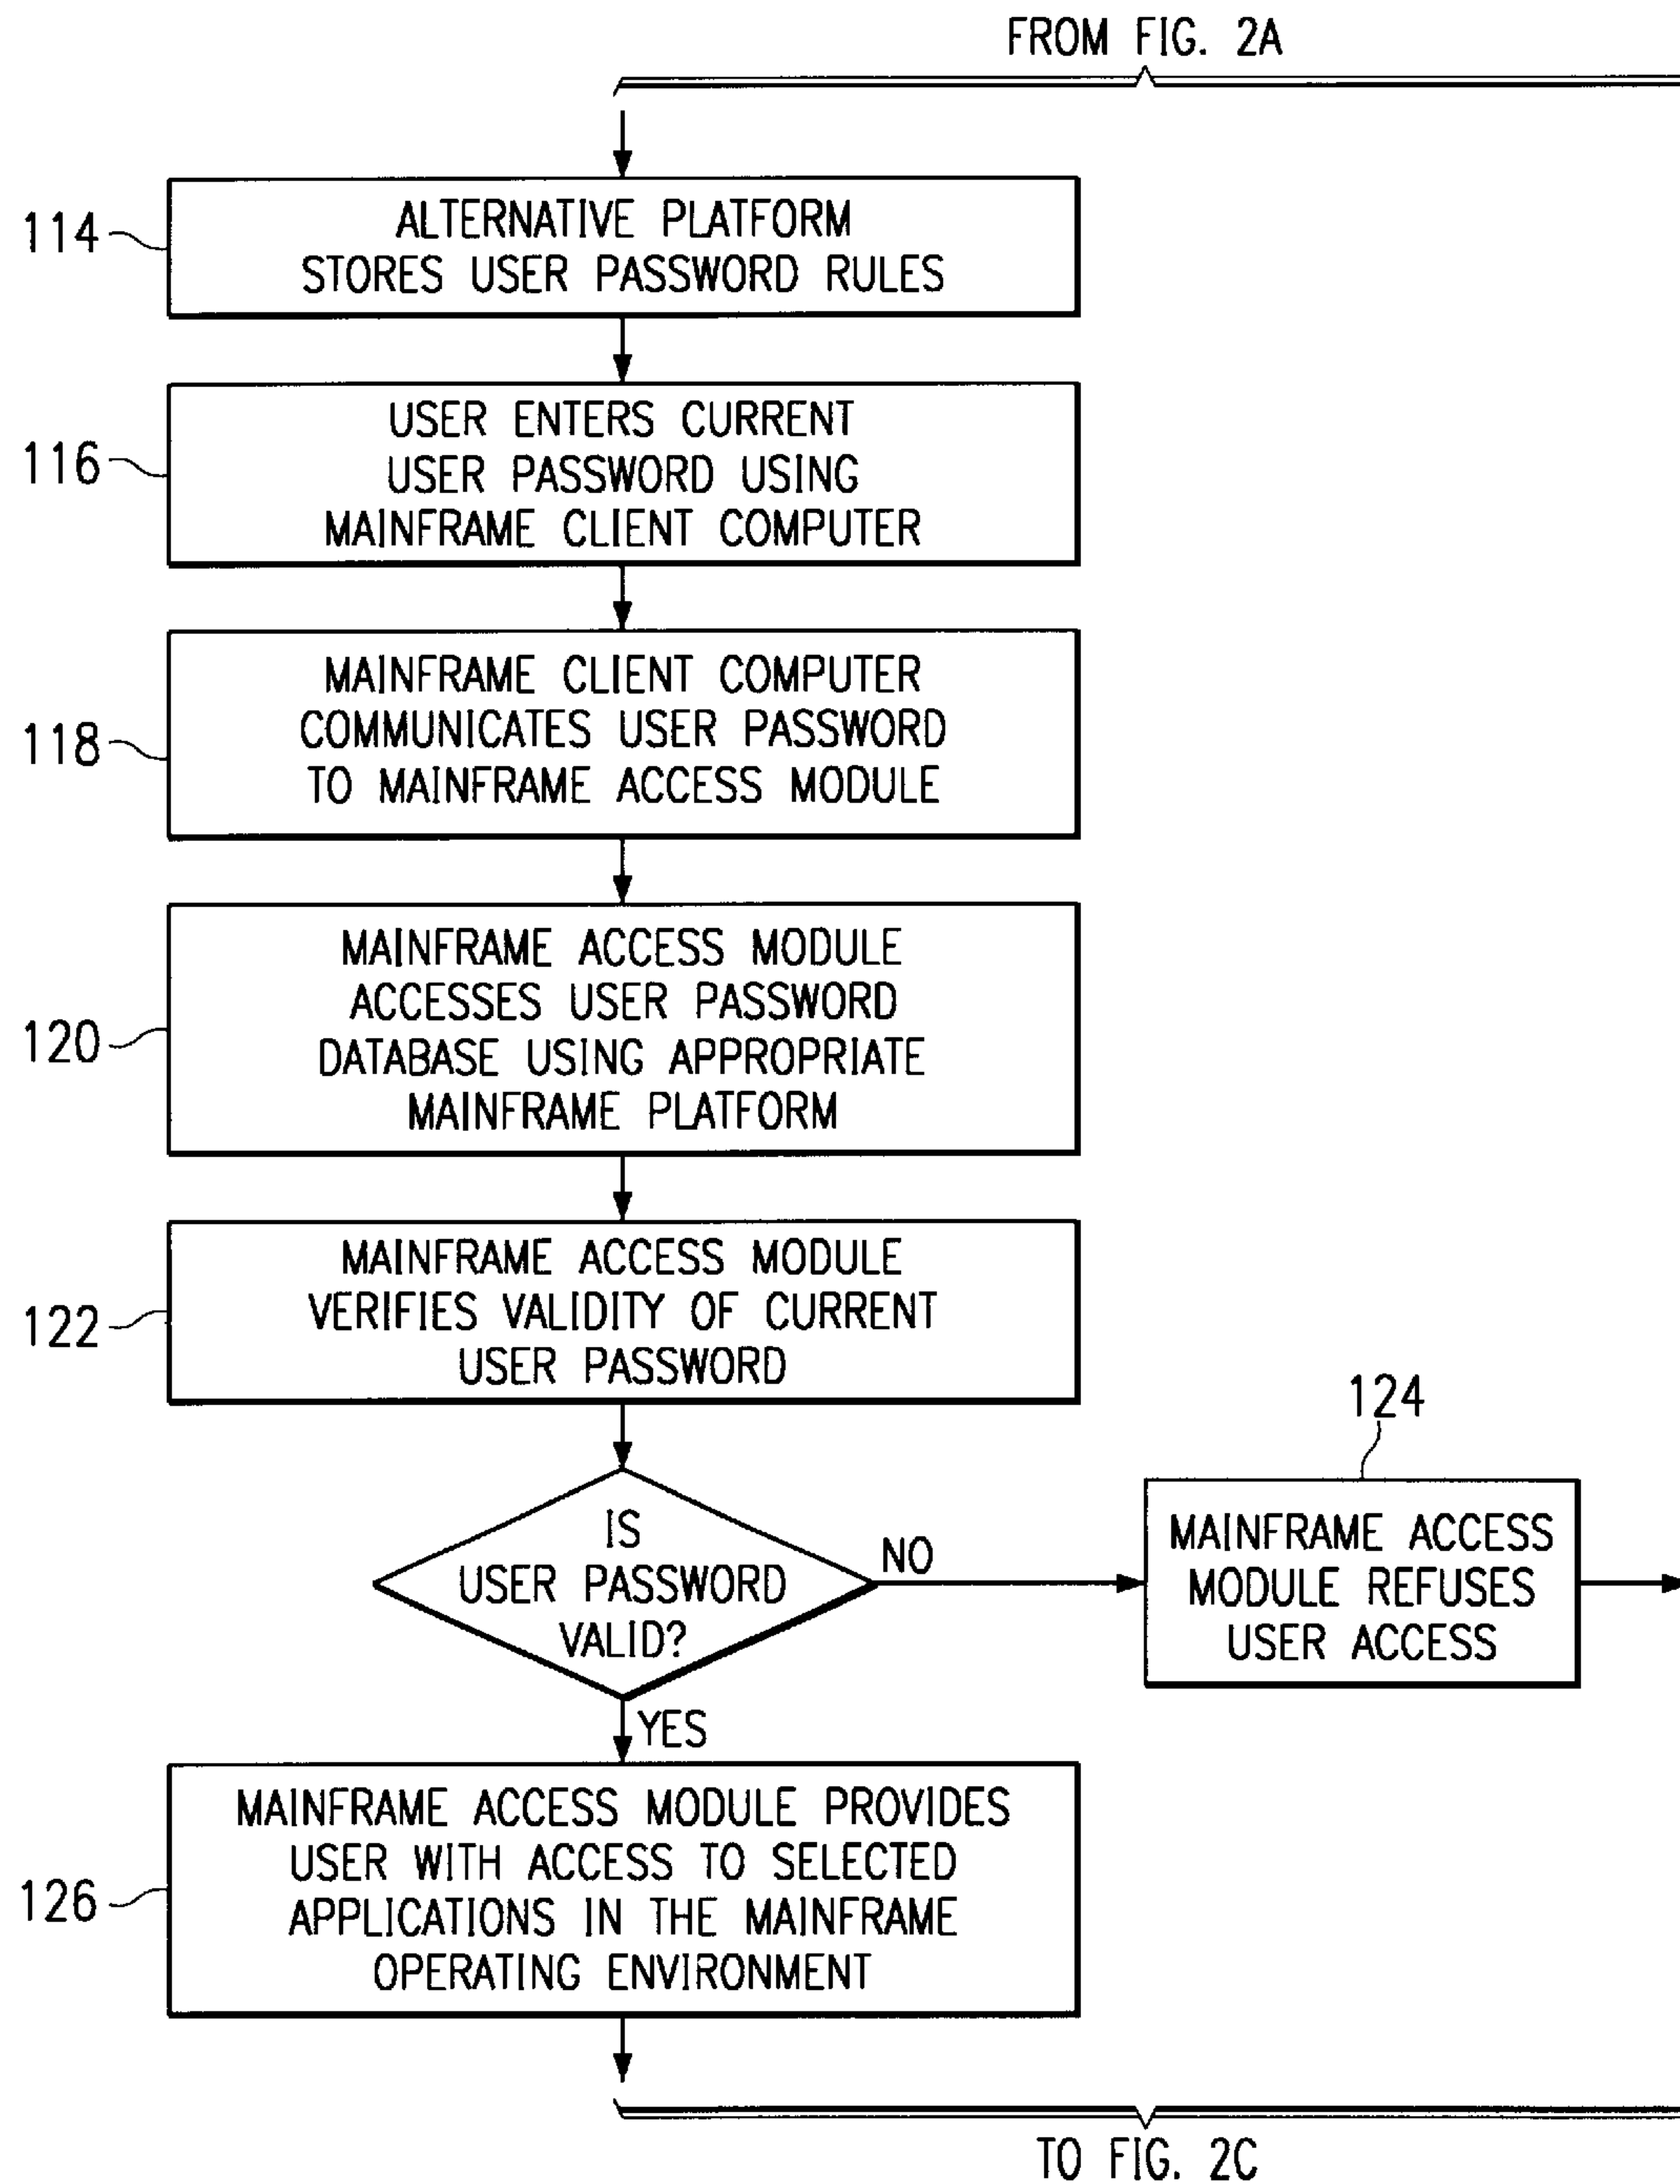 FROM FIG. 2A
114
ALTERNATIVE PLATFORM
STORES USER PASSWORD RULES
116
USER ENTERS CURRENT
USER PASSWORD USING
MAINFRAME CLIENT COMPUTER
118
MAINFRAME CLIENT COMPUTER
COMMUNICATES USER PASSWORD
TO MAINFRAME ACCESS MODULE
120
MAINFRAME ACCESS MODULE
ACCESSES USER PASSWORD
DATABASE USING APPROPRIATE
MAINFRAME PLATFORM
122
MAINFRAME ACCESS MODULE
VERIFIES VALIDITY OF CURRENT
USER PASSWORD
IS
USER PASSWORD
VALID?
NO
124
MAINFRAME ACCESS
MODULE REFUSES
USER ACCESS
YES
126
MAINFRAME ACCESS MODULE PROVIDES
USER WITH ACCESS TO SELECTED
APPLICATIONS IN THE MAINFRAME
OPERATING ENVIRONMENT
TO FIG. 2C